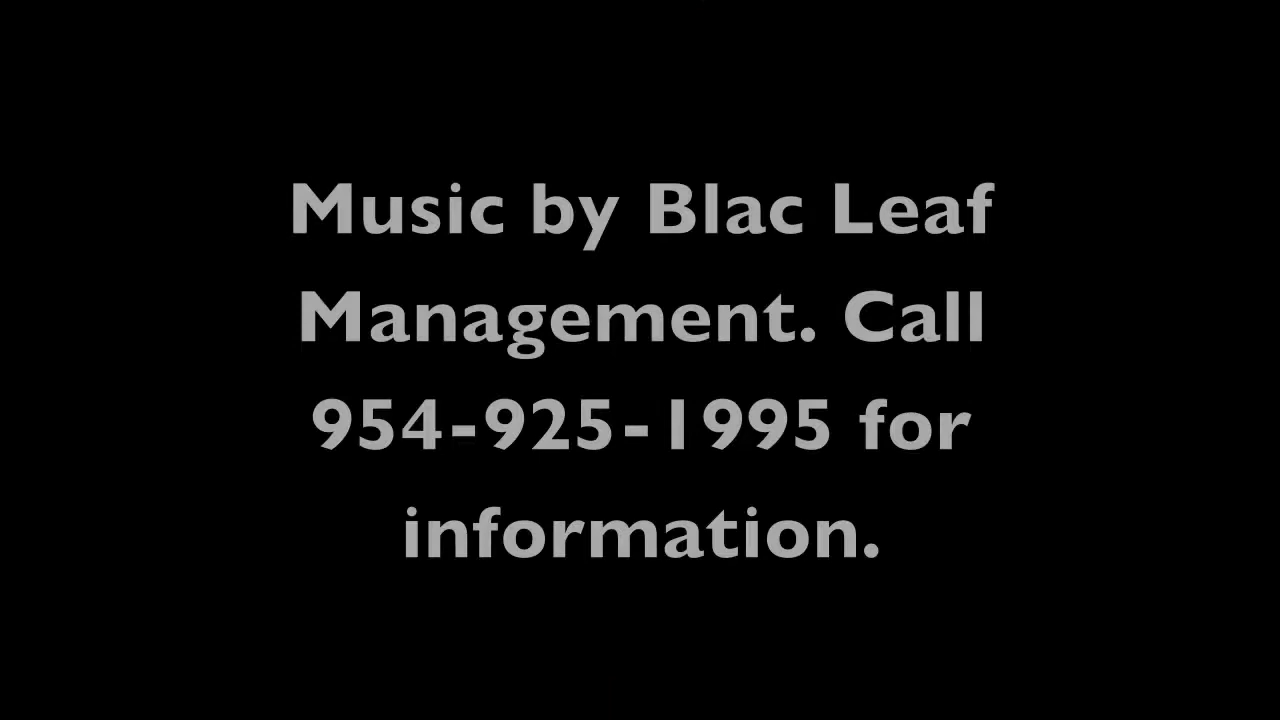 Music by Blac Leaf
Management. Call
954-925-1995 for
information.